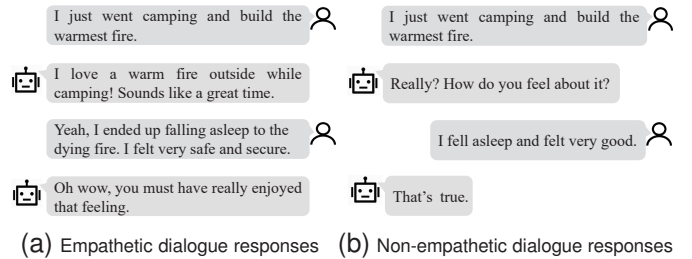 I just went camping and build the
warmest fire.
I love a warm fire outside while
camping! Sounds like a great time.
Yeah, I ended up falling asleep to the
dying fire. I felt very safe and secure.
Oh wow, you must have really enjoyed
that feeling.
(a) Empathetic dialogue responses
I just went camping and build the
warmest fire.
Really? How do you feel about it?
I fell asleep and felt very good.
That's true.
(b) Non-empathetic dialogue responses